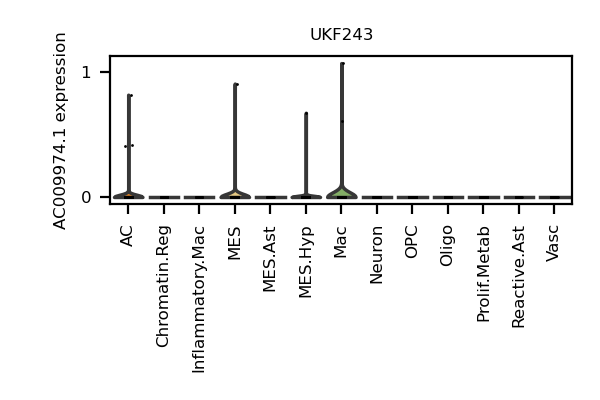 UKF243
AC009974.1 expression
1
0
AC
Chromatin.Reg
Inflammatory.Mac
MES
MES.Ast
MES.Hyp
Mac
Neuron
OPC
Oligo
Prolif.Metab
Reactive.Ast
Vasc